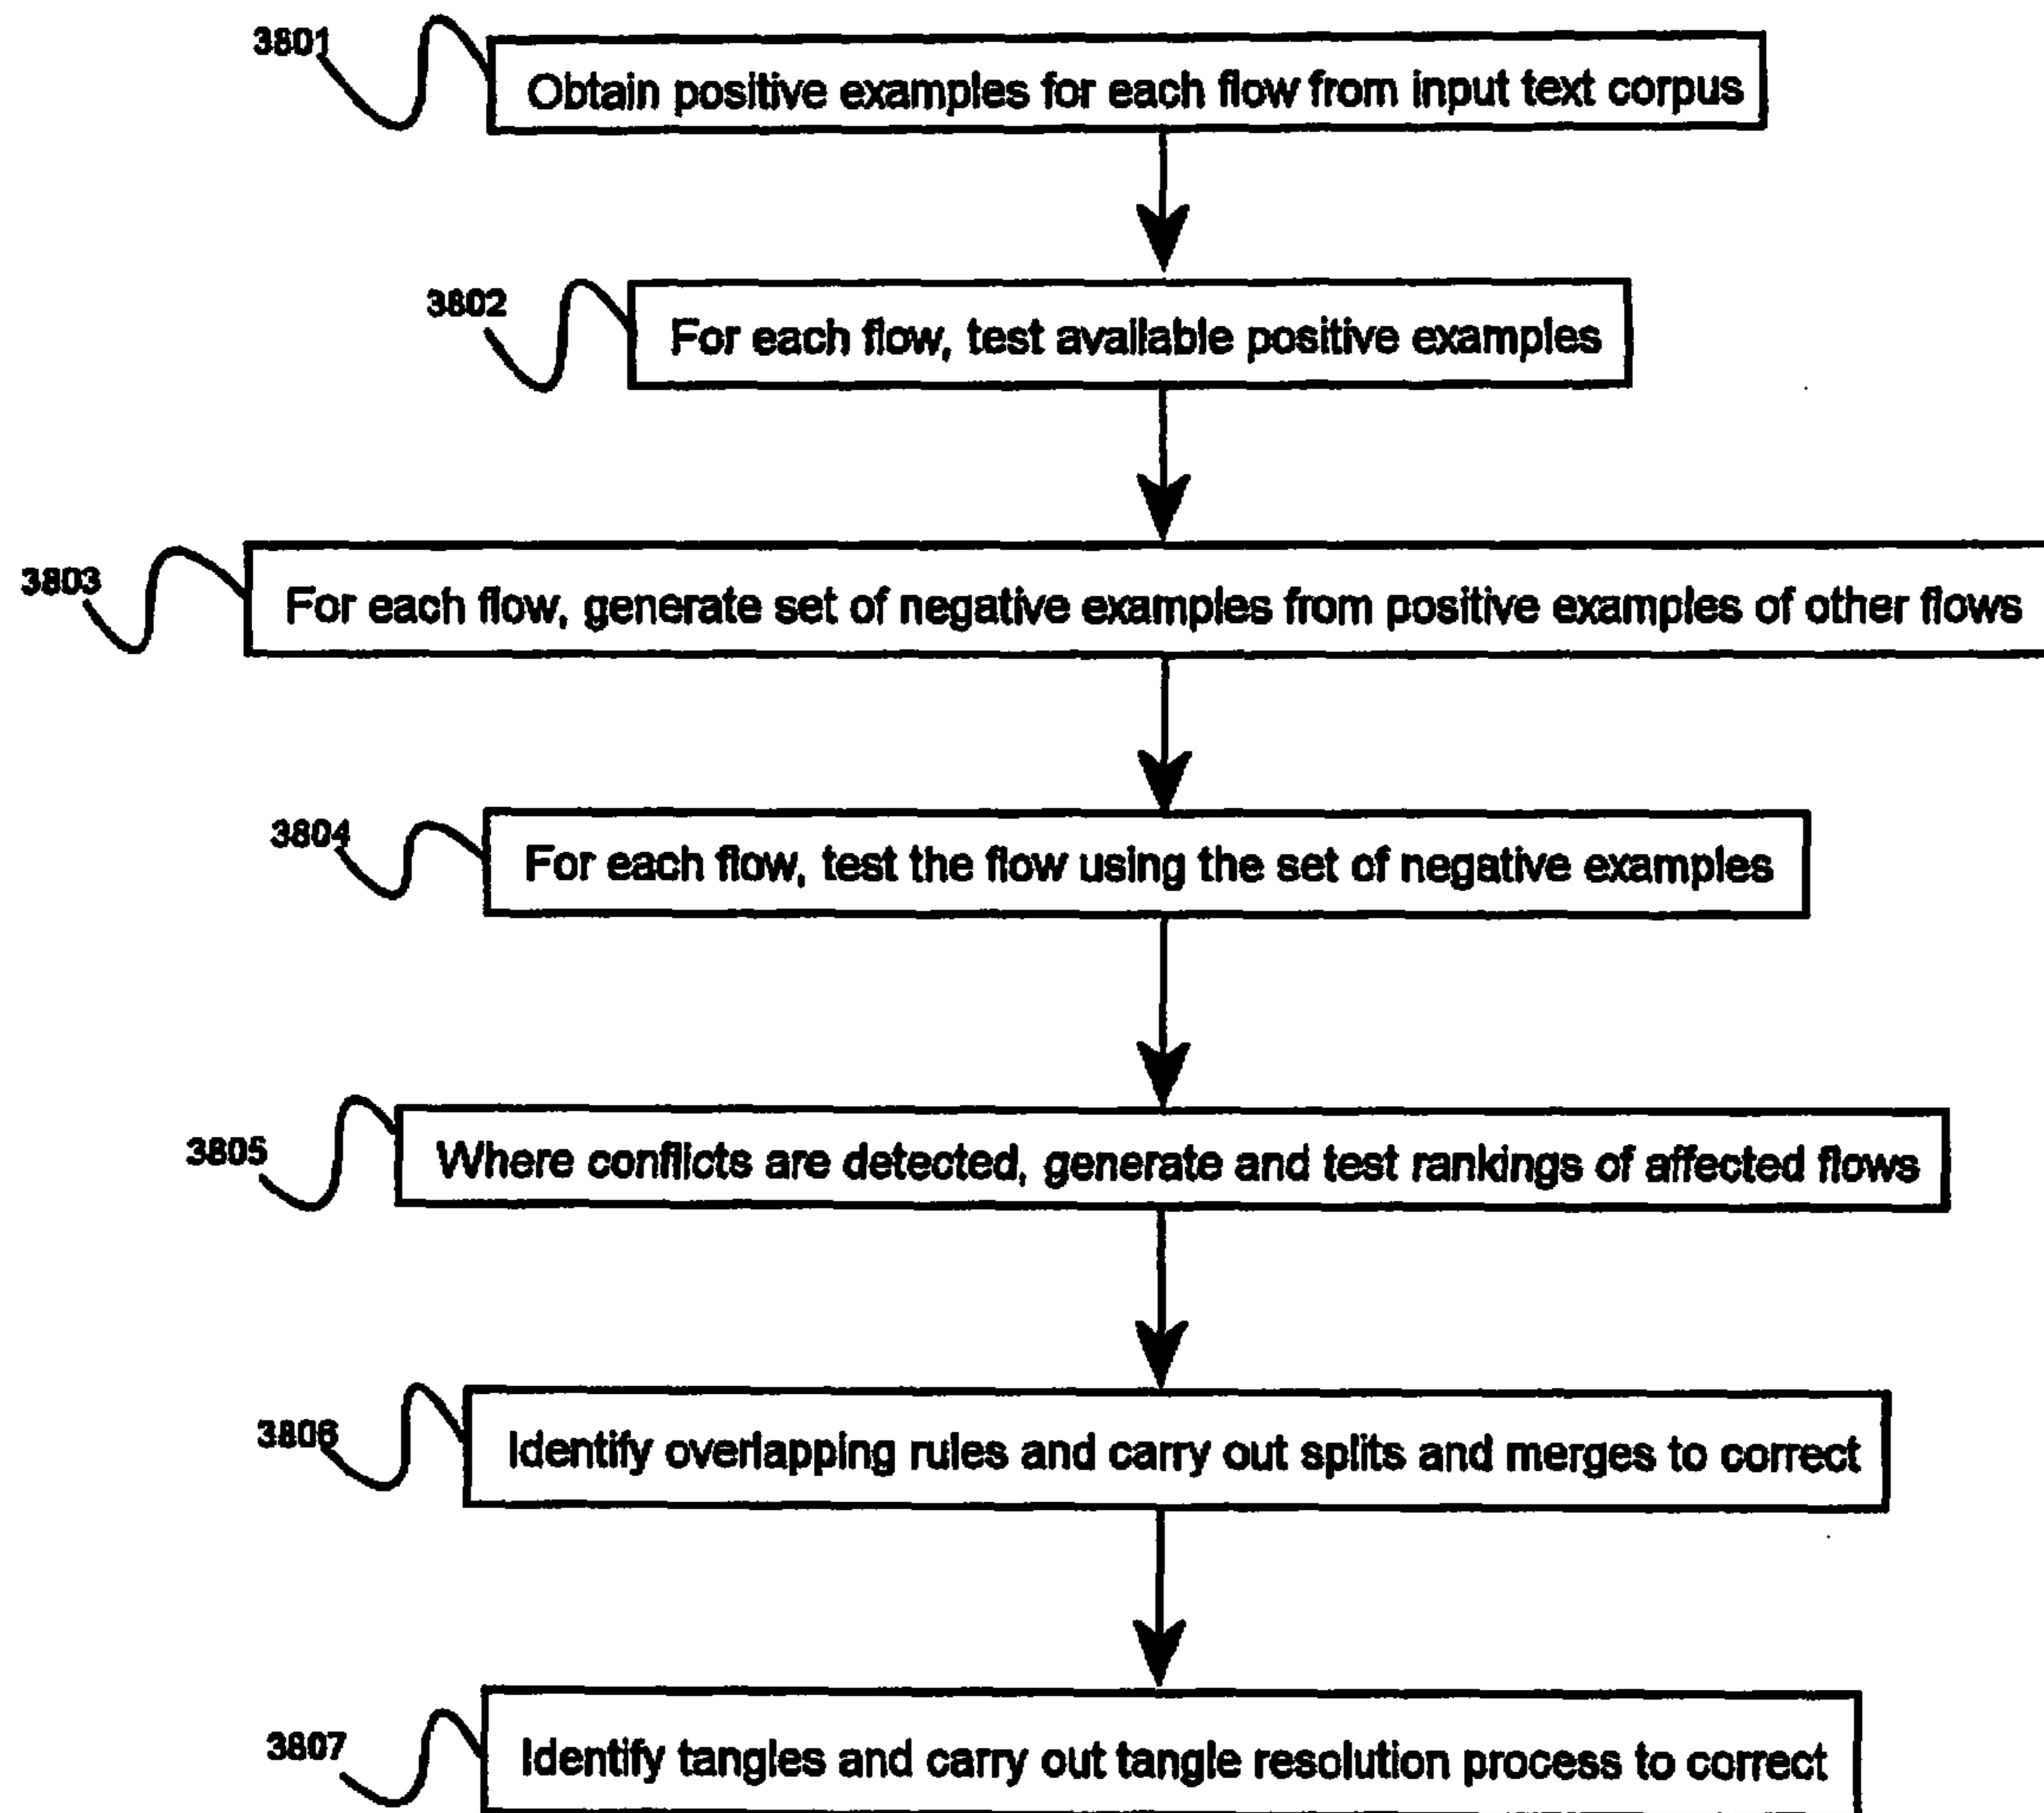 3801
Obtain positive examples for each flow from input text corpus
3802
For each flow, test available positive examples
3803
For each flow, generate set of negative examples from positive examples of other flows
3804
For each flow, test the flow using the set of negative examples
3805
Where conflicts are detected, generate and test rankings of affected flows
3806
Identify overlapping rules and carry out splits and merges to correct
3807
Identify tangles and carry out tangle resolution process to correct